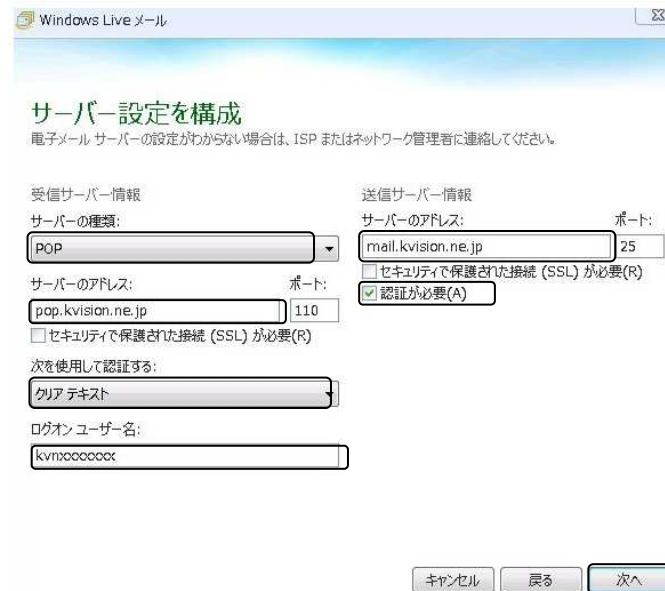 Windows Live メール
サーバー設定を構成
電子メール サーバーの設定がわからない場合は、ISP またはネットワーク管理者に連絡してください。
受信サーバー情報
サーバーの種類:
POP
サーバーのアドレス:
ポート:
pop.kvision.ne.jp
110
セキュリティで保護された接続 (SSL) が必要(R)
次を使用して認証する:
クリア テキスト
ログオン ユーザー名:
kvnxxxxxxx
送信サーバー情報
サーバーのアドレス:
ポート:
mail.kvision.ne.jp
25
セキュリティで保護された接続 (SSL) が必要(R)
認証が必要(A)
キャンセル
戻る
次へ